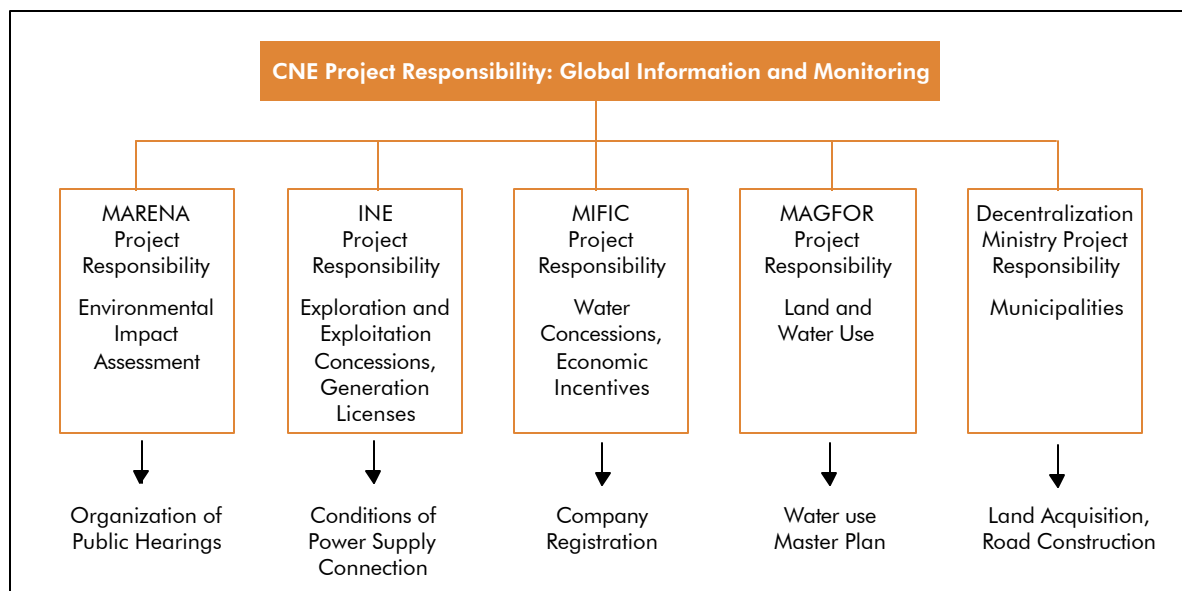 CNE Project Responsibility: Global Information and Monitoring
MARENA
Project
Responsibility
Environmental
Impact
Assessment
INE
Project
Responsibility
Exploration and
Exploitation
Concessions,
Generation
Licenses
MIFIC
Project
Responsibility
Water
Concessions,
Economic
Incentives
MAGFOR
Project
Responsibility
Land and
Water Use
Decentralization
Ministry Project
Responsibility
Municipalities
Organization of
Public Hearings
Conditions of
Power Supply
Connection
Company
Registration
Water use
Master Plan
Land Acquisition,
Road Construction